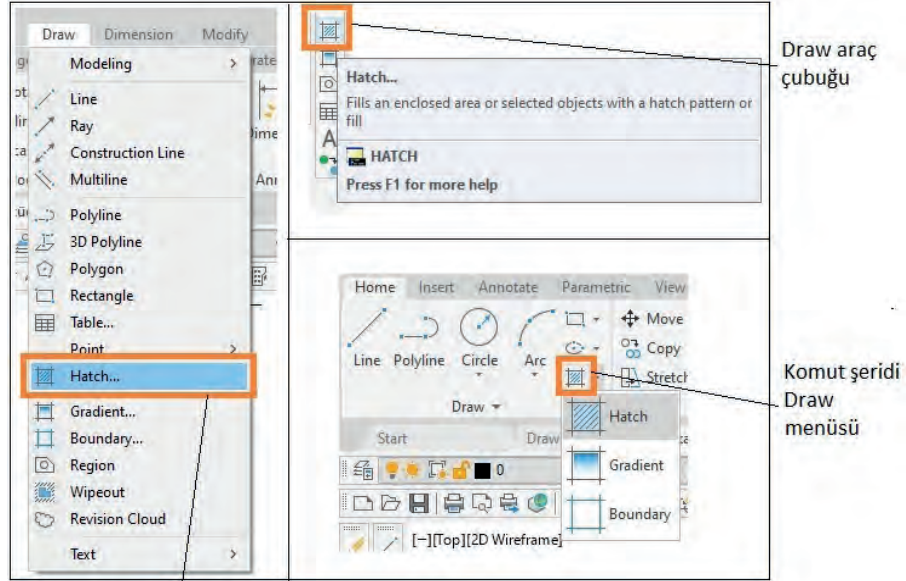 Draw Dimension Modify
Modeling
Line
Ray
Construction Line
Multiline
Polyline
3D Polyline
Polygon
Rectangle
Table...
Point
Hatch...
Gradient...
Boundary...
Region
Wipeout
Revision Cloud
Text
Hatch...
Fills an enclosed area or selected objects with a hatch pattern or
fill
HATCH
Press F1 for more help
Draw araç
çubuğu
Home Insert Annotate Parametric View
Line Polyline Circle Arc
Move
Copy
Stretch
Draw
Hatch
Gradient
Boundary
Start Draw
0
[−][Top][2D Wireframe]
Komut şeridi
Draw
menüsü